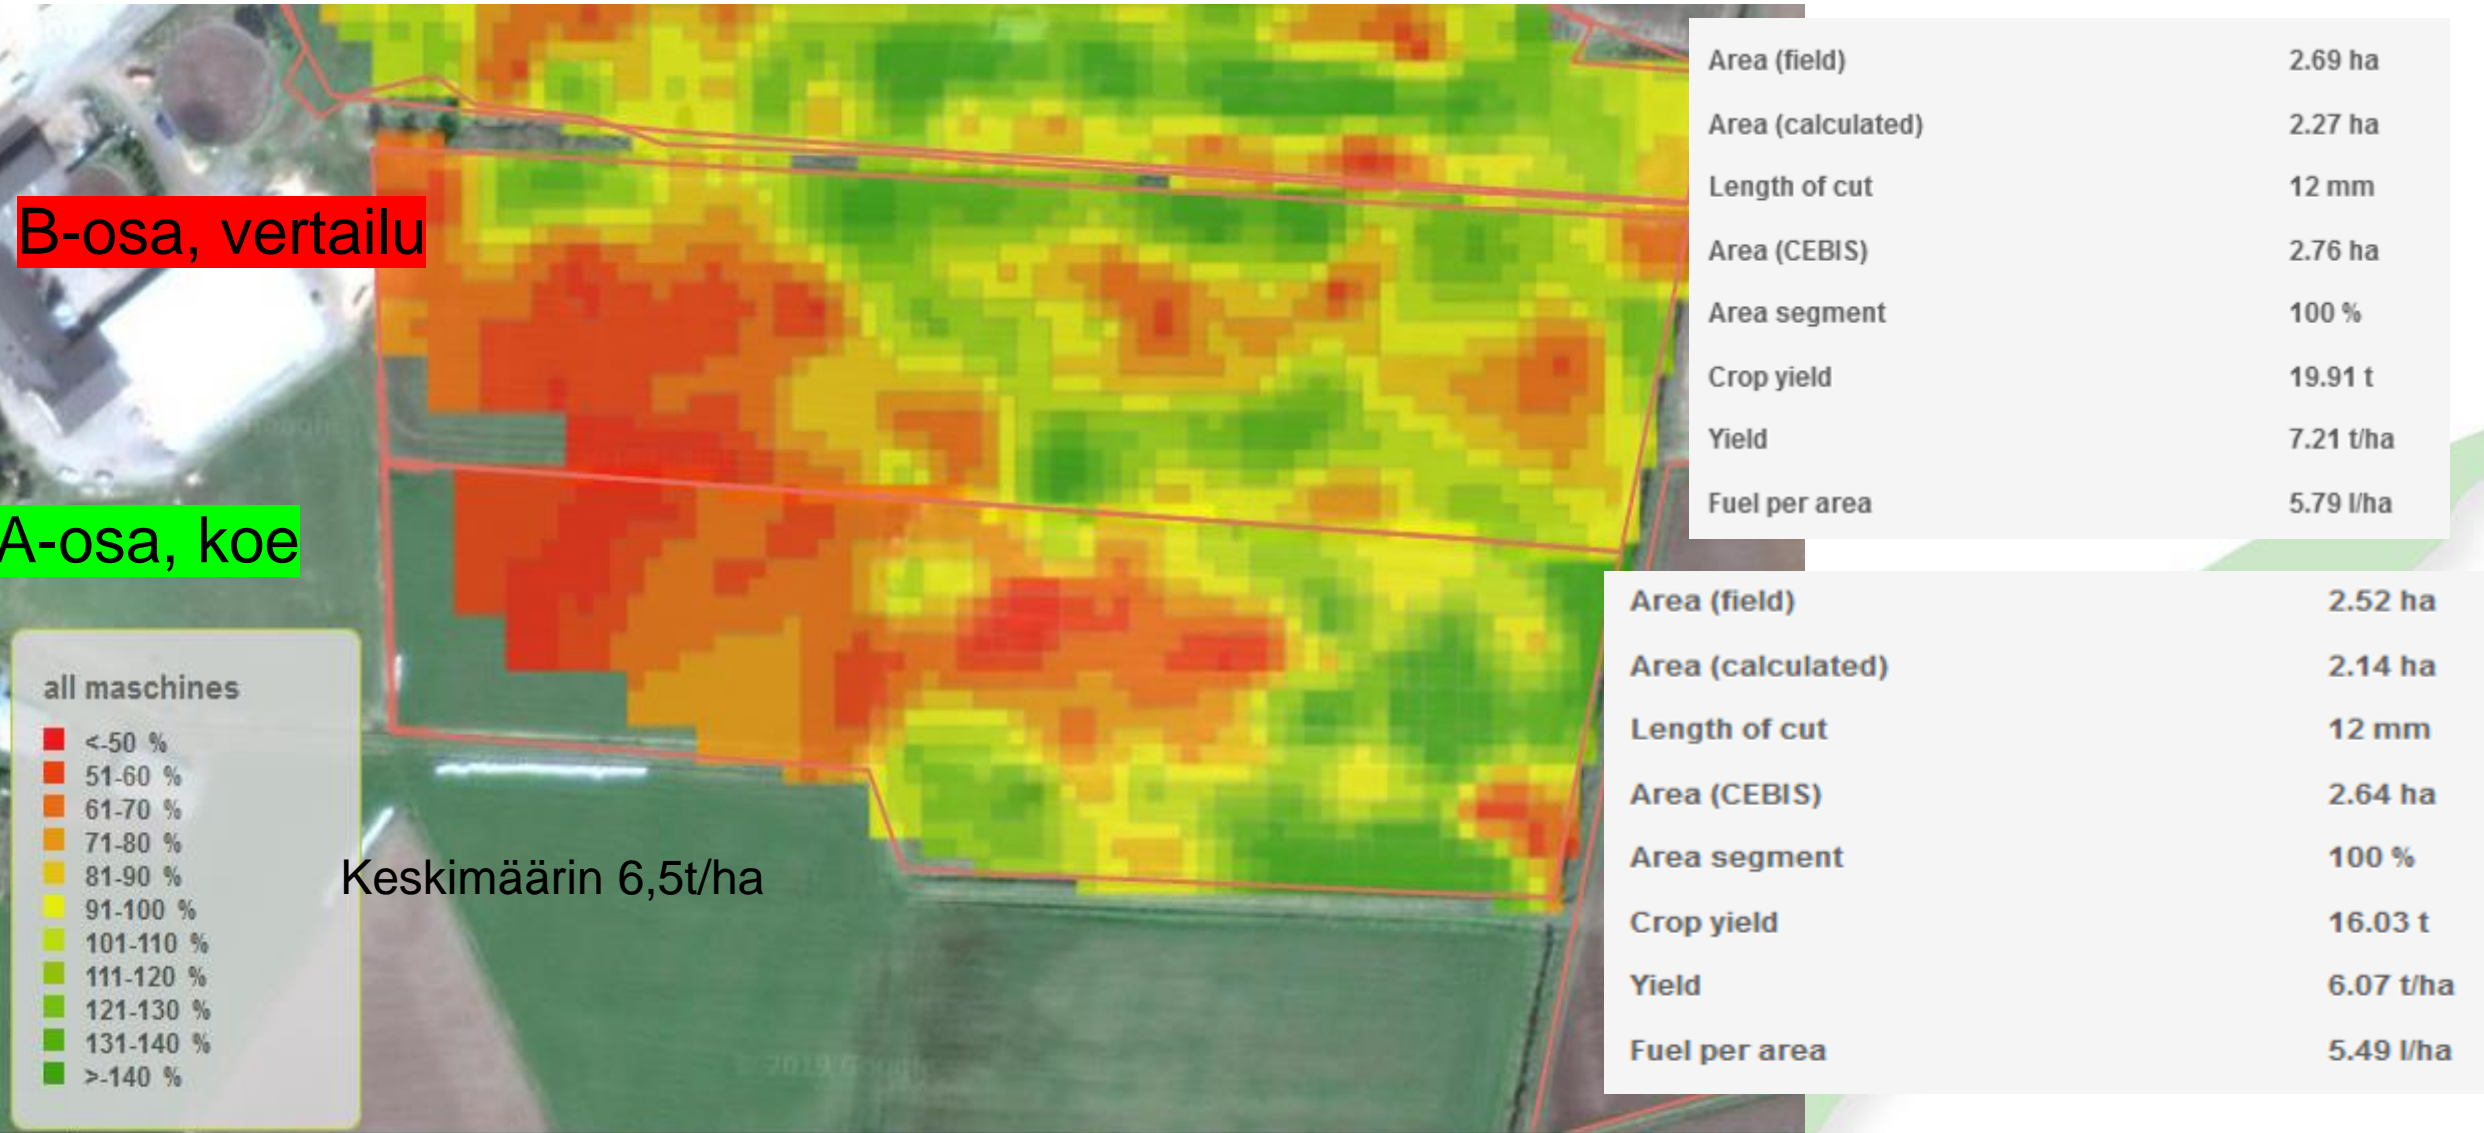 B-osa, vertailu
A-osa, koe
all maschines
<-50 %
51-60 %
61-70 %
71-80 %
81-90 %
91-100 %
101-110 %
111-120 %
121-130 %
131-140 %
>-140 %
Keskimäärin 6,5t/ha
Area (field) 2.69 ha
Area (calculated) 2.27 ha
Length of cut 12 mm
Area (CEBIS) 2.76 ha
Area segment 100 %
Crop yield 19.91 t
Yield 7.21 t/ha
Fuel per area 5.79 l/ha
Area (field) 2.52 ha
Area (calculated) 2.14 ha
Length of cut 12 mm
Area (CEBIS) 2.64 ha
Area segment 100 %
Crop yield 16.03 t
Yield 6.07 t/ha
Fuel per area 5.49 l/ha
2019 Google